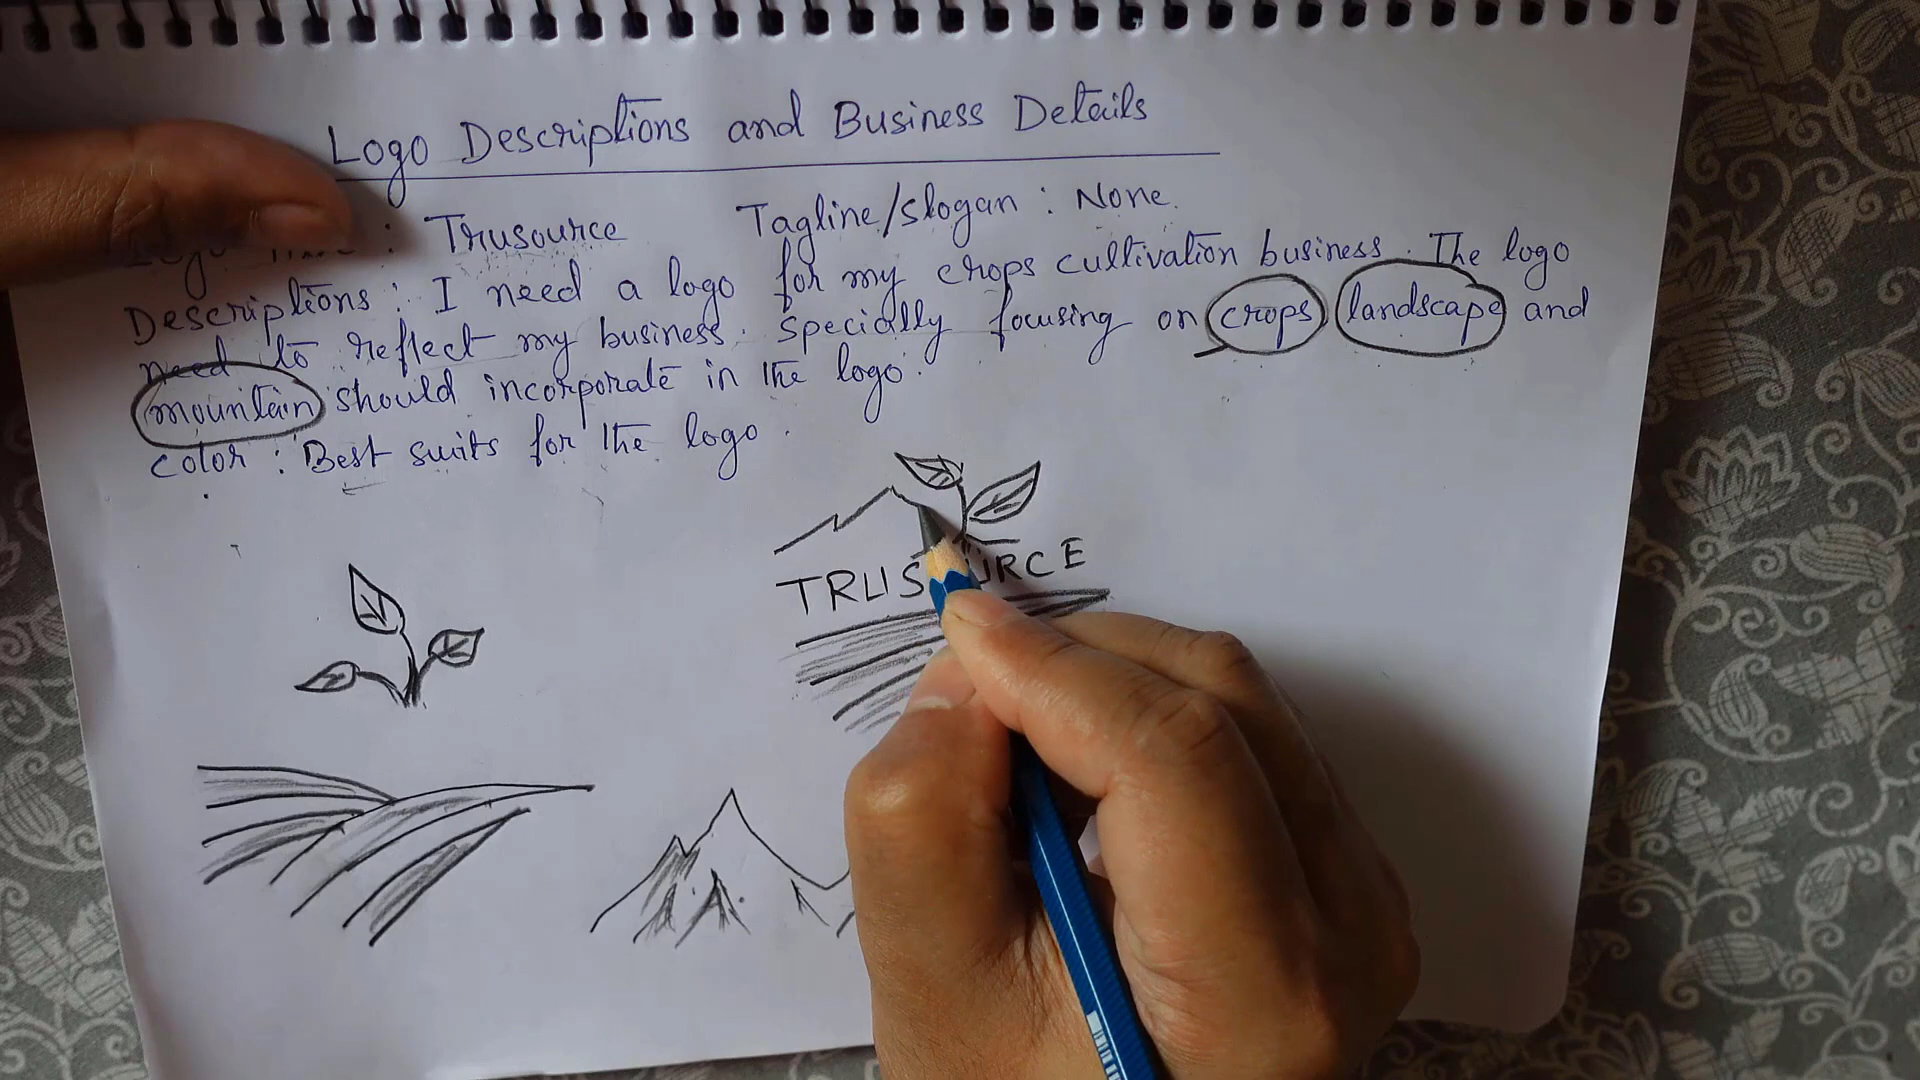 Logo Descriptions and Business Details
: Trusource Tagline/slogan : None.
Descriptions : I need a logo for my crops cultivation business. The logo
need to reflect my business. specially focusing on crops landscape and
mountain should incorporate in the logo.
color : Best suits for the logo.
TRUS URCE